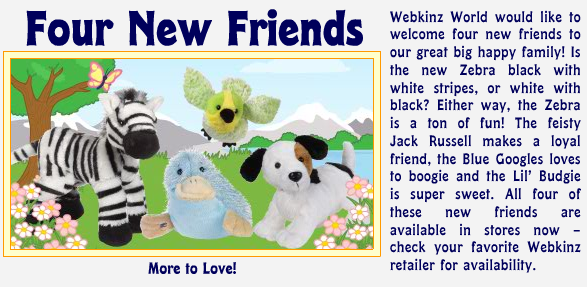 Four New Friends
More to Love!
Webkinz World would like to
welcome four new friends to
our great big happy family! Is
the new Zebra black with
white stripes, or white with
black? Either way, the Zebra
is a ton of fun! The feisty
Jack Russell makes a loyal
friend, the Blue Googles loves
to boogie and the Lil' Budgie
is super sweet. All four of
these new friends are
available in stores now –
check your favorite Webkinz
retailer for availability.